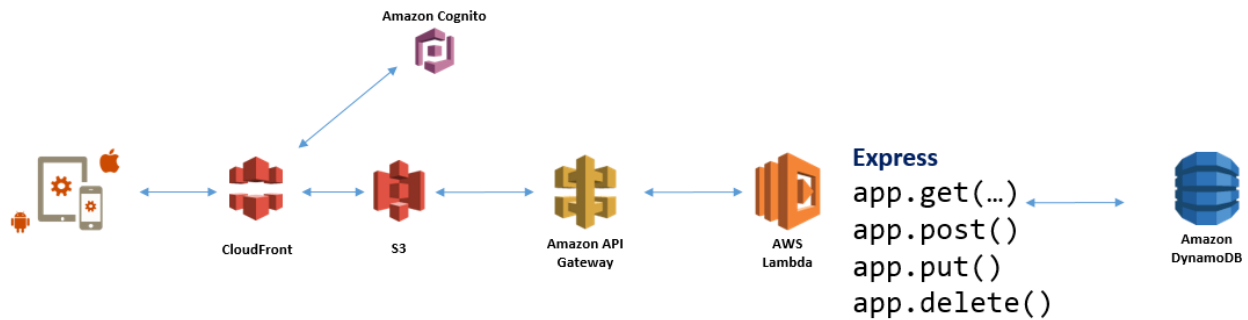 Amazon Cognito
CloudFront
S3
Amazon API
Gateway
AWS
Lambda
Express
app.get(…)
app.post()
app.put()
app.delete()
Amazon
DynamoDB